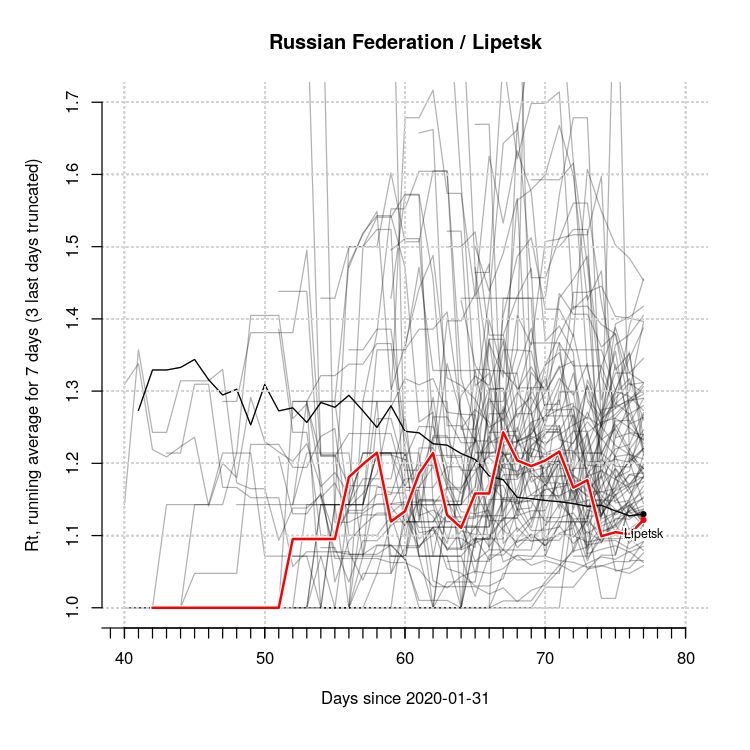 Russian Federation / Lipetsk
Rt, running average for 7 days (3 last days truncated)
1.7
1.6
1.5
1.4
1.3
1.2
1.1
1.0
Lipetsk
40 50 60 70 80
Days since 2020-01-31